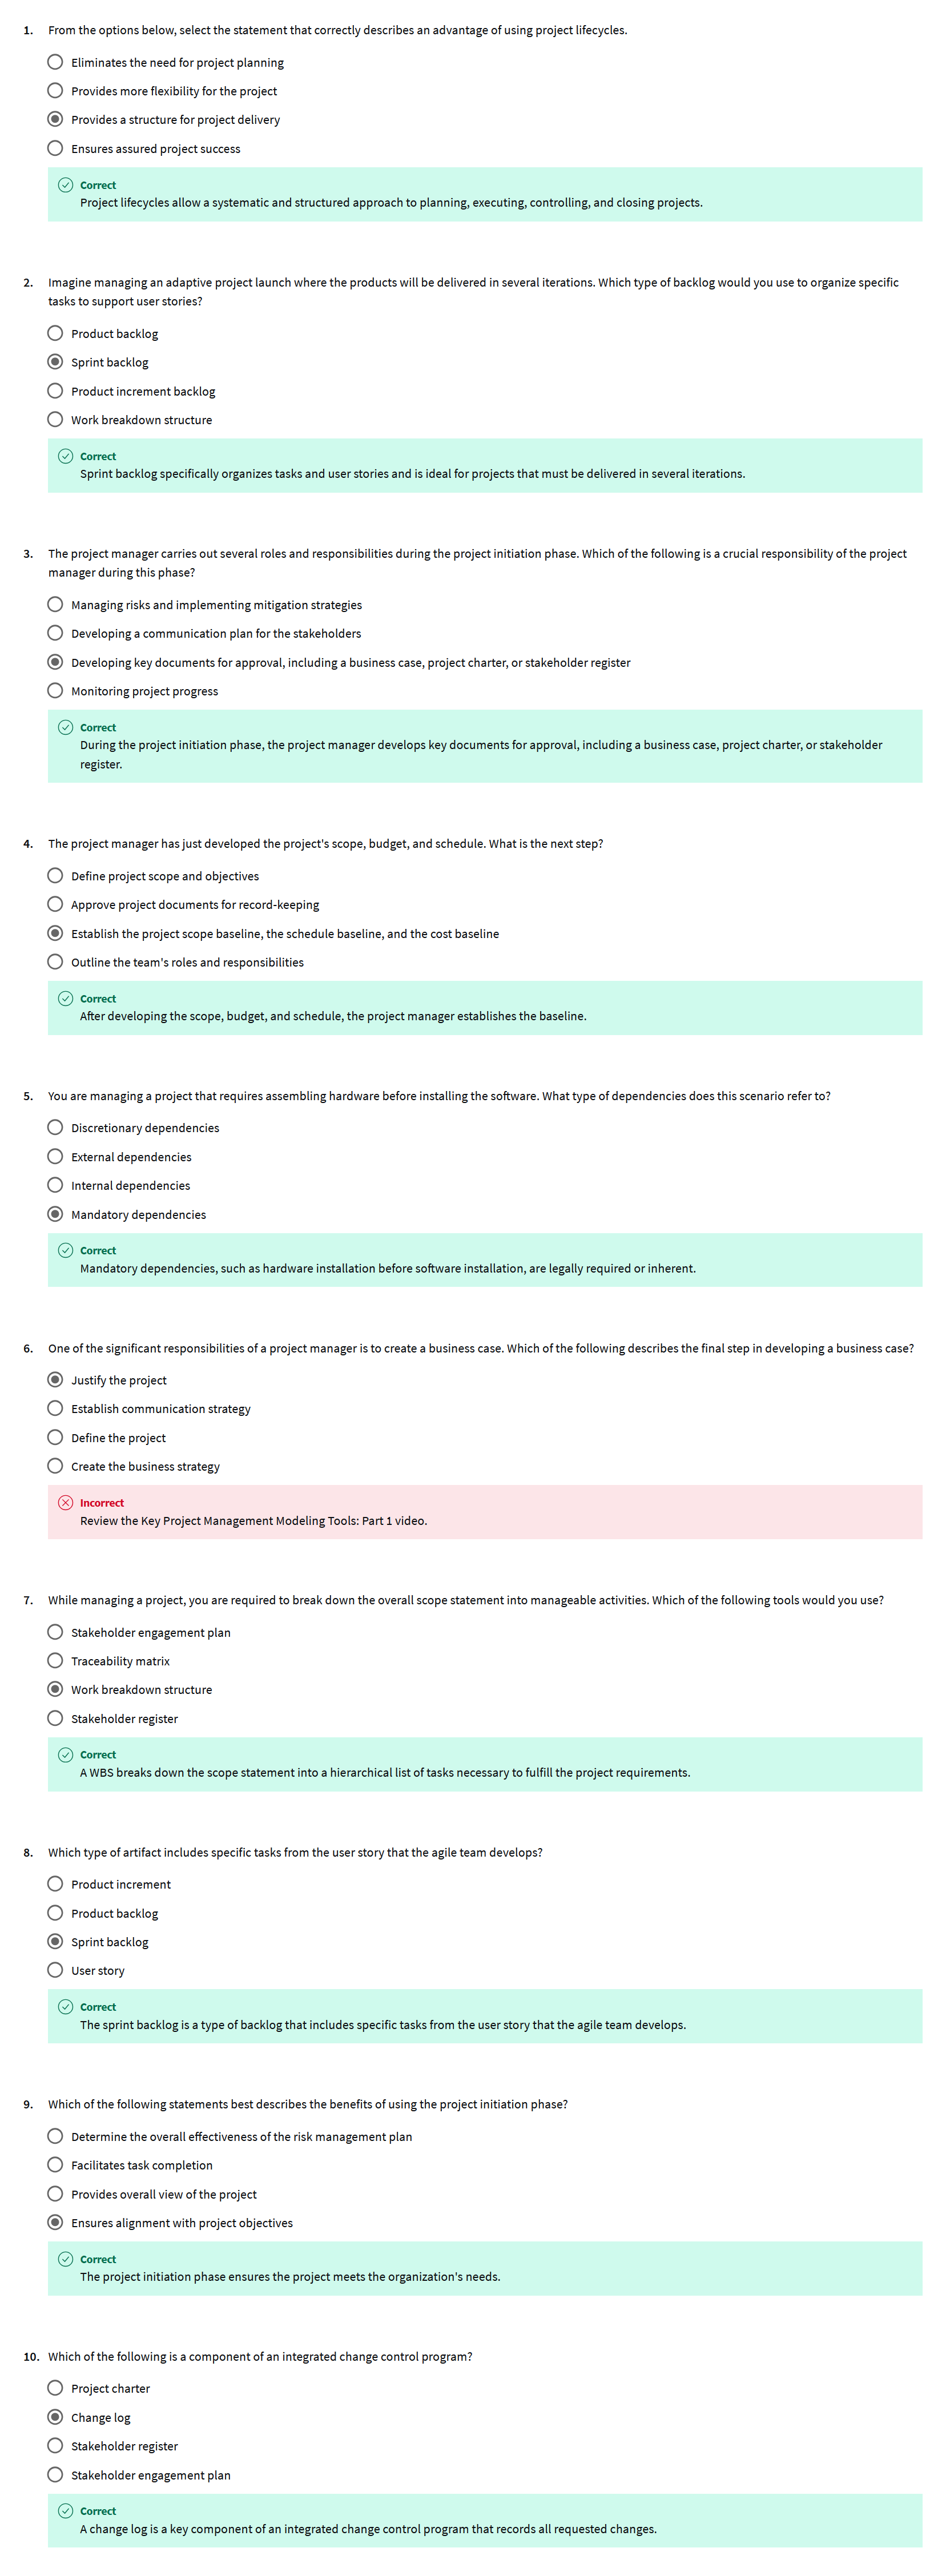 1. From the options below, select the statement that correctly describes an advantage of using project lifecycles.
Eliminates the need for project planning
Provides more flexibility for the project
Provides a structure for project delivery
Ensures assured project success
Correct
Project lifecycles allow a systematic and structured approach to planning, executing, controlling, and closing projects.
2. Imagine managing an adaptive project launch where the products will be delivered in several iterations. Which type of backlog would you use to organize specific
tasks to support user stories?
Product backlog
Sprint backlog
Product increment backlog
Work breakdown structure
Correct
Sprint backlog specifically organizes tasks and user stories and is ideal for projects that must be delivered in several iterations.
3. The project manager carries out several roles and responsibilities during the project initiation phase. Which of the following is a crucial responsibility of the project
manager during this phase?
Managing risks and implementing mitigation strategies
Developing a communication plan for the stakeholders
Developing key documents for approval, including a business case, project charter, or stakeholder register
Monitoring project progress
Correct
During the project initiation phase, the project manager develops key documents for approval, including a business case, project charter, or stakeholder
register.
4. The project manager has just developed the project's scope, budget, and schedule. What is the next step?
Define project scope and objectives
Approve project documents for record-keeping
Establish the project scope baseline, the schedule baseline, and the cost baseline
Outline the team's roles and responsibilities
Correct
After developing the scope, budget, and schedule, the project manager establishes the baseline.
5. You are managing a project that requires assembling hardware before installing the software. What type of dependencies does this scenario refer to?
Discretionary dependencies
External dependencies
Internal dependencies
Mandatory dependencies
Correct
Mandatory dependencies, such as hardware installation before software installation, are legally required or inherent.
6. One of the significant responsibilities of a project manager is to create a business case. Which of the following describes the final step in developing a business case?
Justify the project
Establish communication strategy
Define the project
Create the business strategy
Incorrect
Review the Key Project Management Modeling Tools: Part 1 video.
7. While managing a project, you are required to break down the overall scope statement into manageable activities. Which of the following tools would you use?
Stakeholder engagement plan
Traceability matrix
Work breakdown structure
Stakeholder register
Correct
A WBS breaks down the scope statement into a hierarchical list of tasks necessary to fulfill the project requirements.
8. Which type of artifact includes specific tasks from the user story that the agile team develops?
Product increment
Product backlog
Sprint backlog
User story
Correct
The sprint backlog is a type of backlog that includes specific tasks from the user story that the agile team develops.
9. Which of the following statements best describes the benefits of using the project initiation phase?
Determine the overall effectiveness of the risk management plan
Facilitates task completion
Provides overall view of the project
Ensures alignment with project objectives
Correct
The project initiation phase ensures the project meets the organization's needs.
10. Which of the following is a component of an integrated change control program?
Project charter
Change log
Stakeholder register
Stakeholder engagement plan
Correct
A change log is a key component of an integrated change control program that records all requested changes.